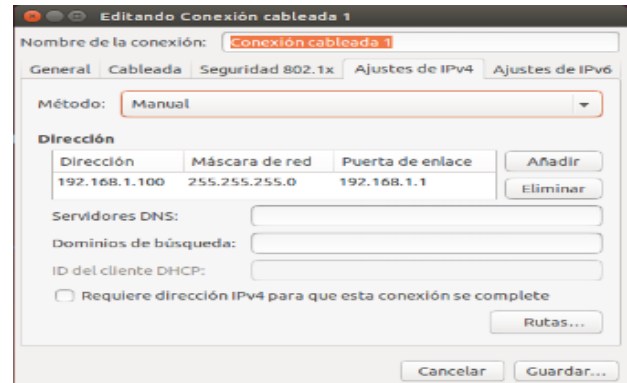 Editando Conexión cableada 1
Nombre de la conexión: Conexión cableada 1
General Cableada Seguridad 802.1x Ajustes de IPv4 Ajustes de IPv6
Método: Manual
Dirección
Dirección Máscara de red Puerta de enlace Añadir
192.168.1.100 255.255.255.0 192.168.1.1 Eliminar
Servidores DNS:
Dominios de búsqueda:
ID del cliente DHCP:
Requiere dirección IPv4 para que esta conexión se complete
Rutas...
Cancelar Guardar...